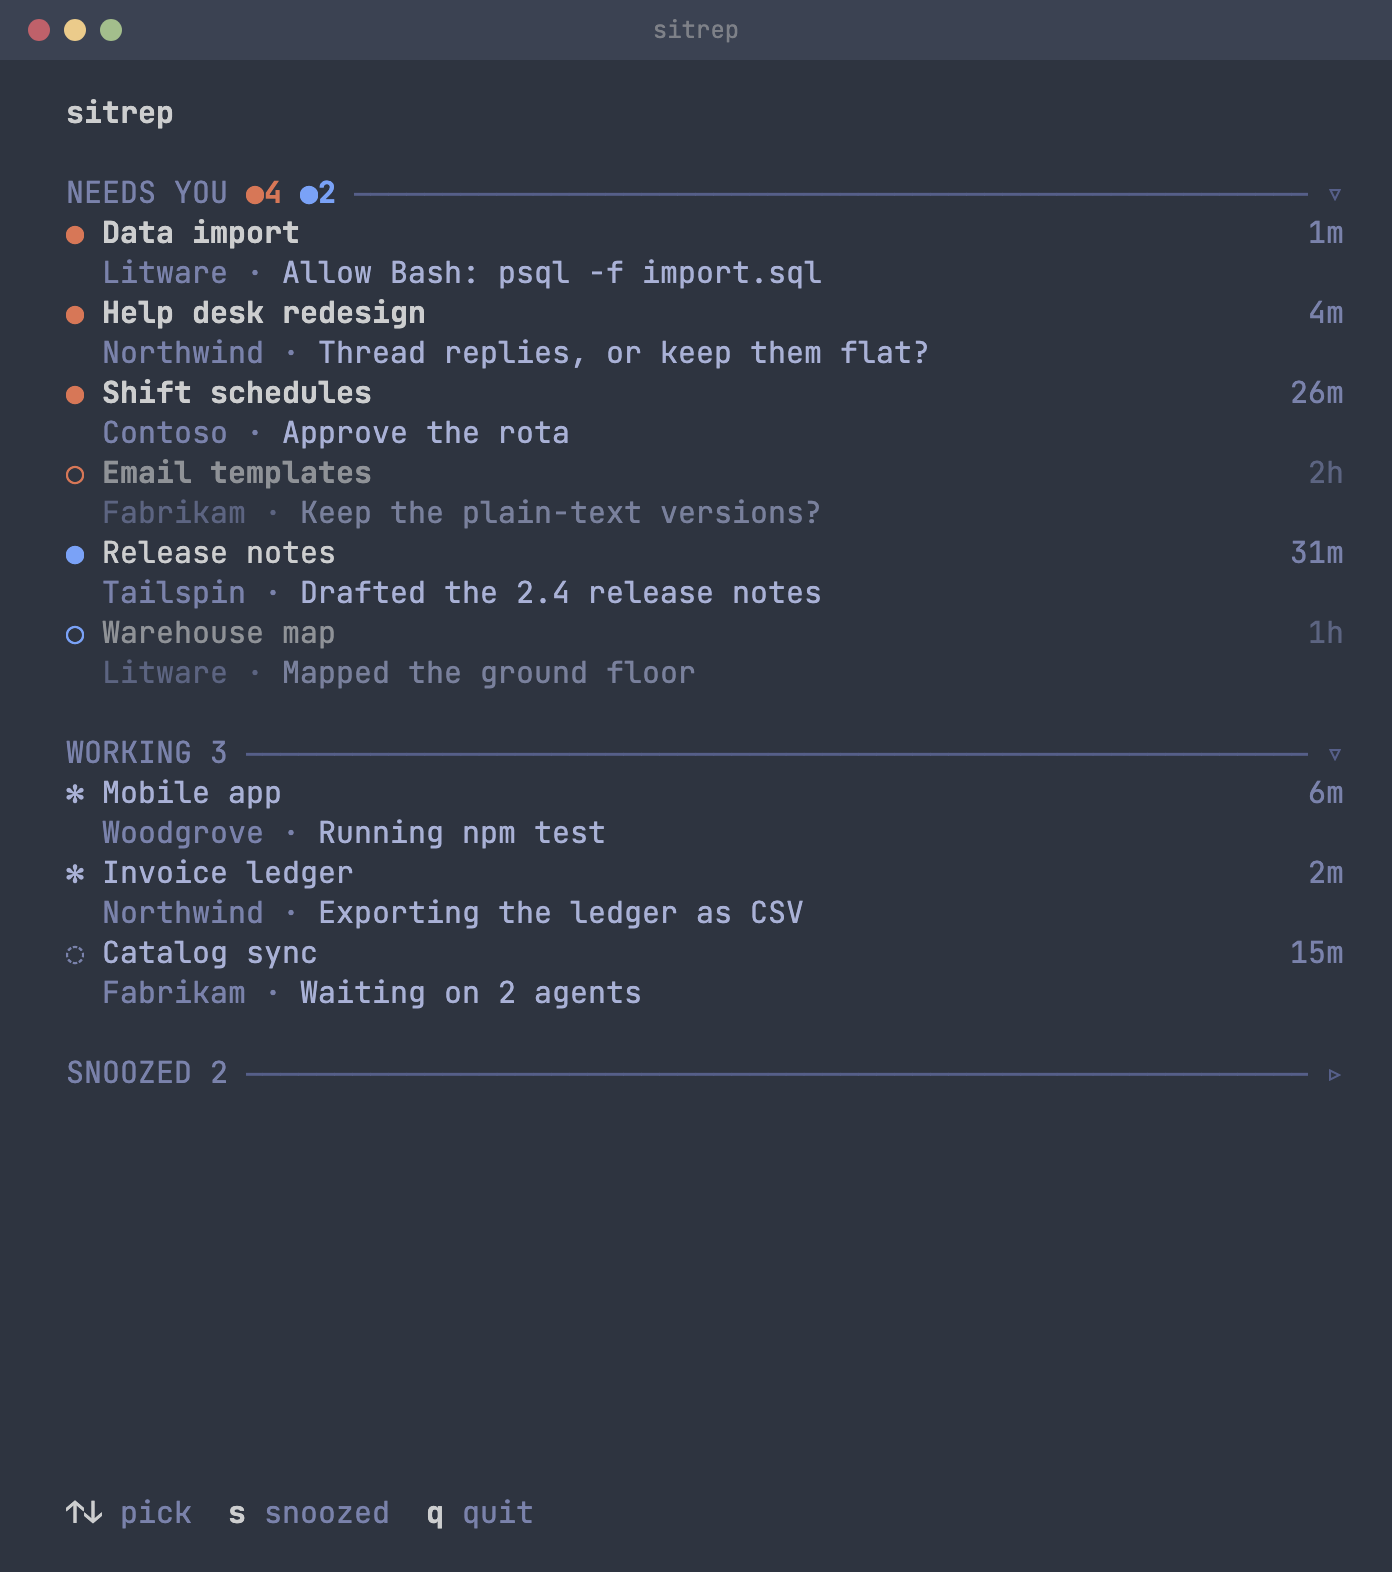 sitrep
sitrep
NEEDS YOU ●4 ●2
Data import 1m
Litware · Allow Bash: psql -f import.sql
Help desk redesign 4m
Northwind · Thread replies, or keep them flat?
Shift schedules 26m
Contoso · Approve the rota
Email templates 2h
Fabrikam · Keep the plain-text versions?
Release notes 31m
Tailspin · Drafted the 2.4 release notes
Warehouse map 1h
Litware · Mapped the ground floor
WORKING 3
✻ Mobile app 6m
Woodgrove · Running npm test
✻ Invoice ledger 2m
Northwind · Exporting the ledger as CSV
Catalog sync 15m
Fabrikam · Waiting on 2 agents
SNOOZED 2
↑↓ pick s snoozed q quit